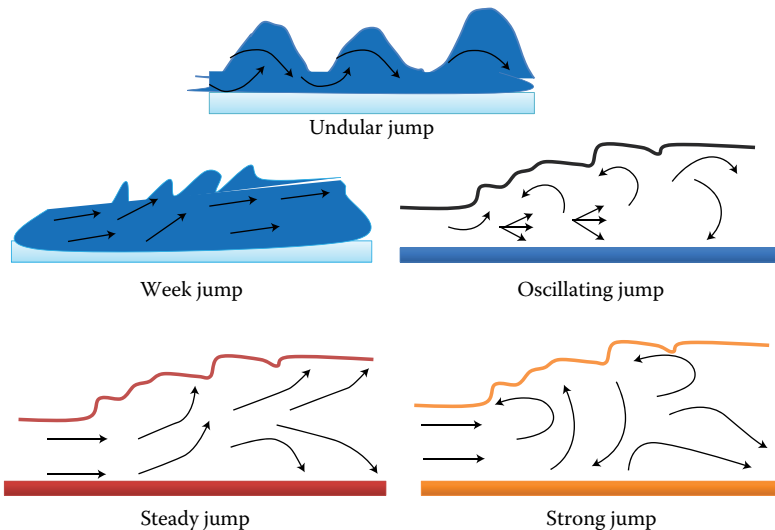 Undular jump
Week jump
Oscillating jump
Steady jump
Strong jump